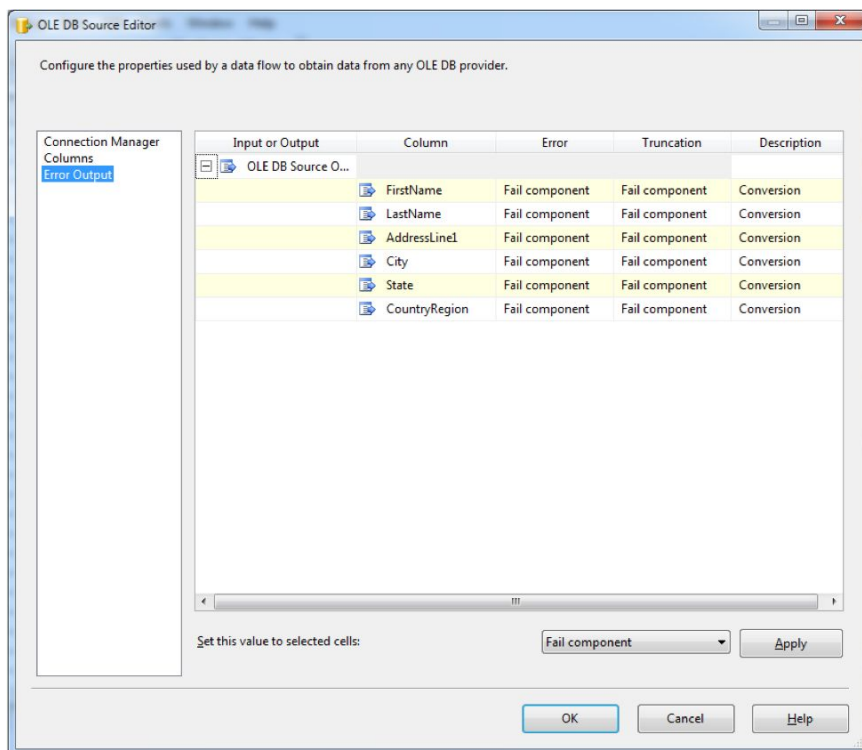 OLE DB Source Editor
Configure the properties used by a data flow to obtain data from any OLE DB provider.
Connection Manager
Columns
Error Output
Input or Output Column Error Truncation Description
OLE DB Source O...
FirstName Fail component Fail component Conversion
LastName Fail component Fail component Conversion
AddressLine1 Fail component Fail component Conversion
City Fail component Fail component Conversion
State Fail component Fail component Conversion
CountryRegion Fail component Fail component Conversion
Set this value to selected cells: Fail component Apply
OK Cancel Help